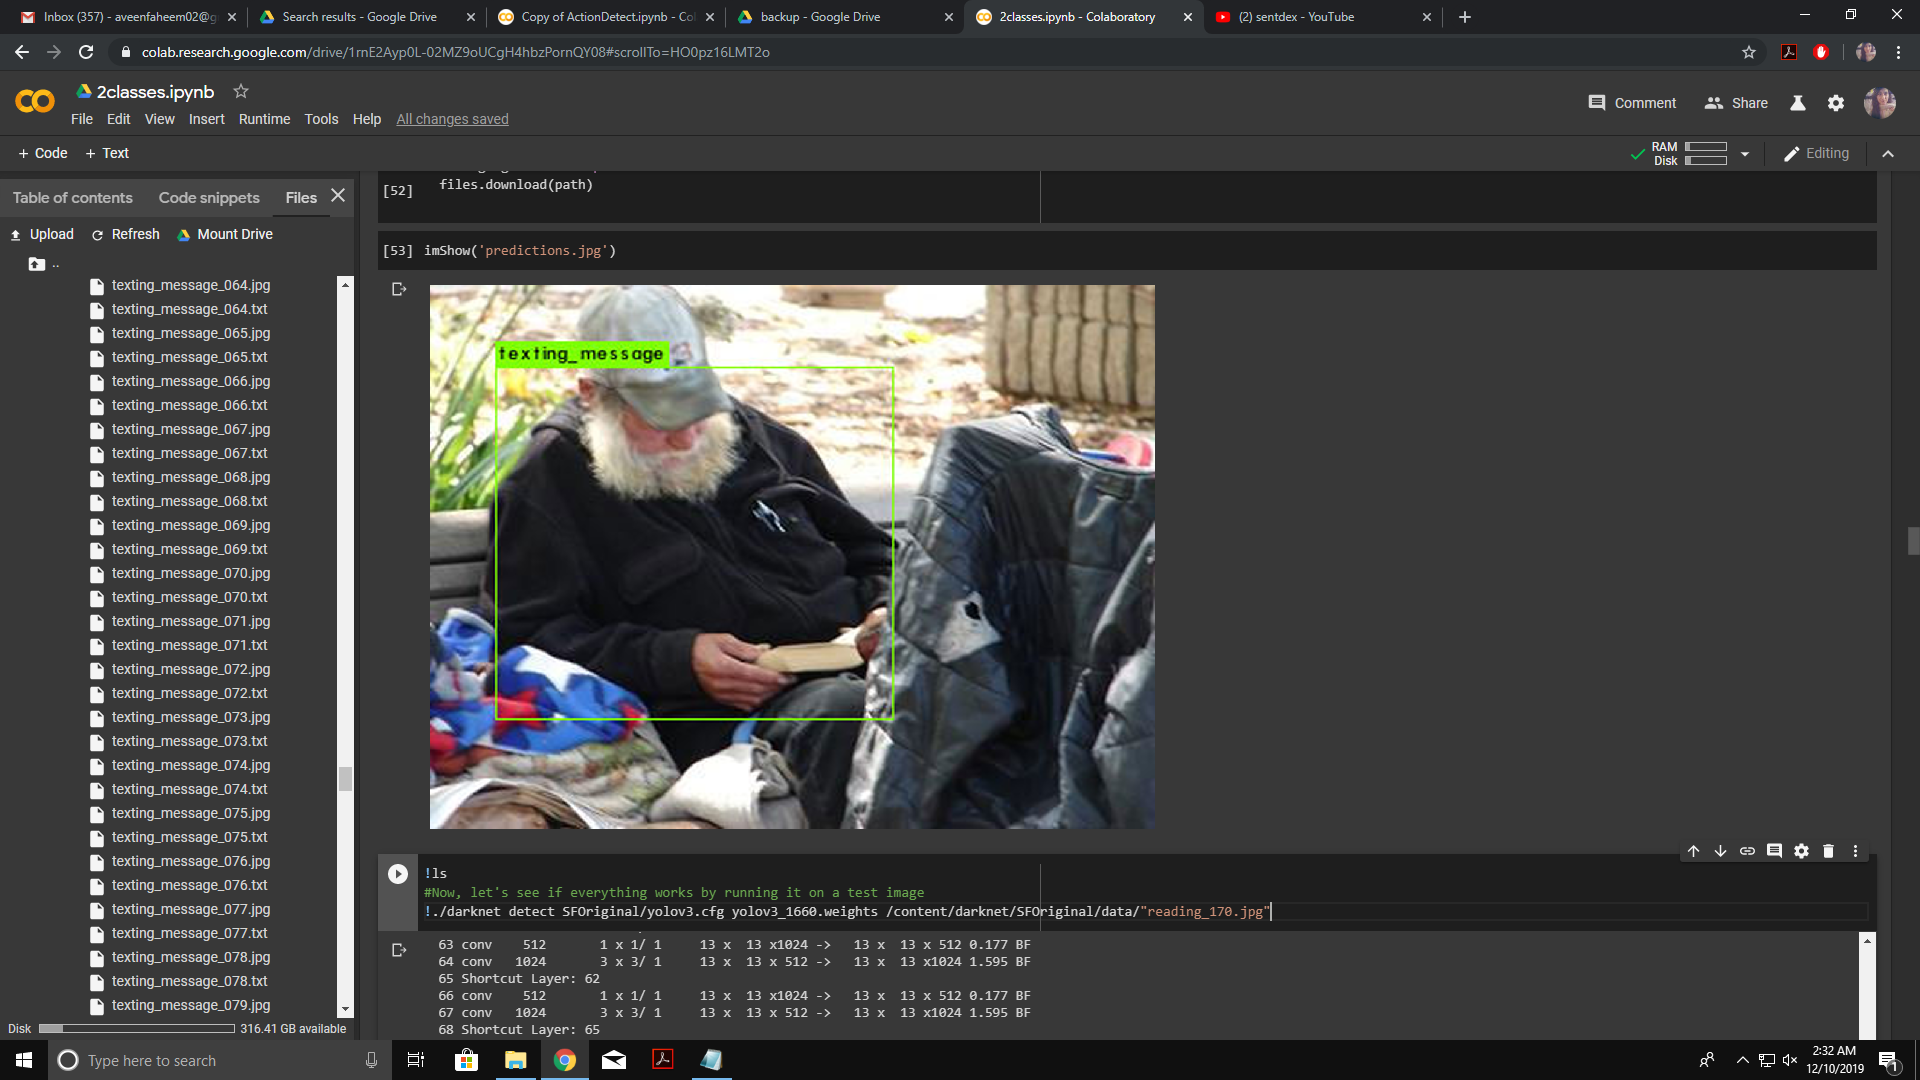 Inbox (357) - aveenfaheem02@g
Search results - Google Drive
Copy of ActionDetect.ipynb - Col
backup - Google Drive
2classes.ipynb - Colaboratory
(2) sentdex - YouTube
colab.research.google.com/drive/1rnE2Ayp0L-02MZ9oUCgH4hbzPornQY08#scrollTo=HO0pz16LMT2o
2classes.ipynb
Comment
Share
File Edit View Insert Runtime Tools Help All changes saved
+ Code + Text
RAM
Disk
Editing
Table of contents Code snippets Files
Upload Refresh Mount Drive
..
texting_message_064.jpg
texting_message_064.txt
texting_message_065.jpg
texting_message_065.txt
texting_message_066.jpg
texting_message_066.txt
texting_message_067.jpg
texting_message_067.txt
texting_message_068.jpg
texting_message_068.txt
texting_message_069.jpg
texting_message_069.txt
texting_message_070.jpg
texting_message_070.txt
texting_message_071.jpg
texting_message_071.txt
texting_message_072.jpg
texting_message_072.txt
texting_message_073.jpg
texting_message_073.txt
texting_message_074.jpg
texting_message_074.txt
texting_message_075.jpg
texting_message_075.txt
texting_message_076.jpg
texting_message_076.txt
texting_message_077.jpg
texting_message_077.txt
texting_message_078.jpg
texting_message_078.txt
texting_message_079.jpg
Disk 316.41 GB available
[52] files.download(path)
[53] imShow('predictions.jpg')
texting_message
!ls
#Now, let's see if everything works by running it on a test image
!./darknet detect SFOriginal/yolov3.cfg yolov3_1660.weights /content/darknet/SFOriginal/data/"reading_170.jpg"
63 conv 512 1 x 1/ 1 13 x 13 x1024 -> 13 x 13 x 512 0.177 BF
64 conv 1024 3 x 3/ 1 13 x 13 x 512 -> 13 x 13 x1024 1.595 BF
65 Shortcut Layer: 62
66 conv 512 1 x 1/ 1 13 x 13 x1024 -> 13 x 13 x 512 0.177 BF
67 conv 1024 3 x 3/ 1 13 x 13 x 512 -> 13 x 13 x1024 1.595 BF
68 Shortcut Layer: 65
Type here to search
2:32 AM
12/10/2019
1